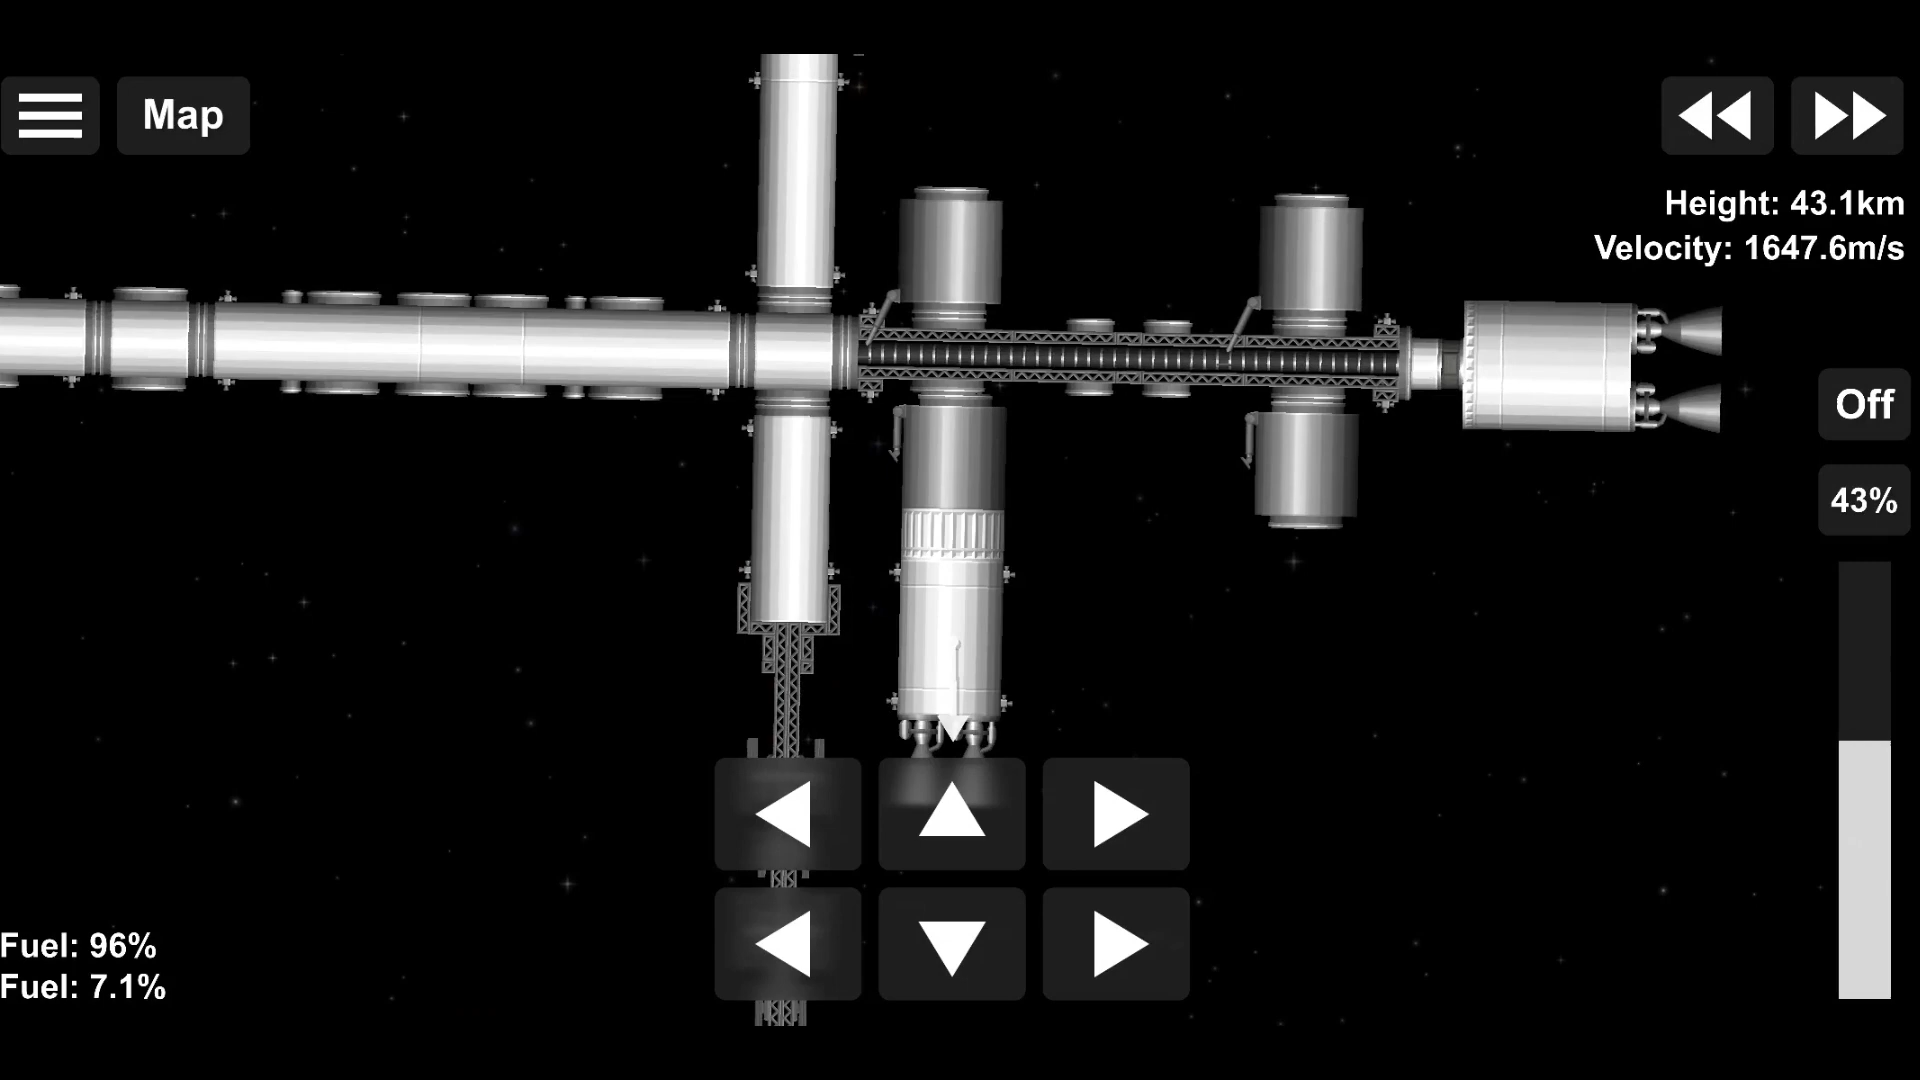 Map
Height: 43.1km
Velocity: 1647.6m/s
Off
43%
Fuel: 96%
Fuel: 7.1%